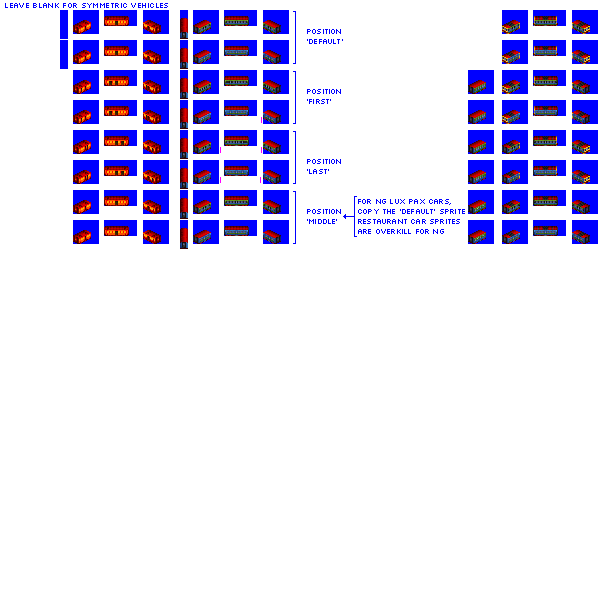 LEAVE BLANK FOR SYMMETRIC VEHICLES
POSITION
'DEFAULT'
POSITION
'FIRST'
POSITION
'LAST'
POSITION
'MIDDLE'
FOR NG LUX PAX CARS,
COPY THE 'DEFAULT' SPRITE
RESTAURANT CAR SPRITES
ARE OVERKILL FOR NG